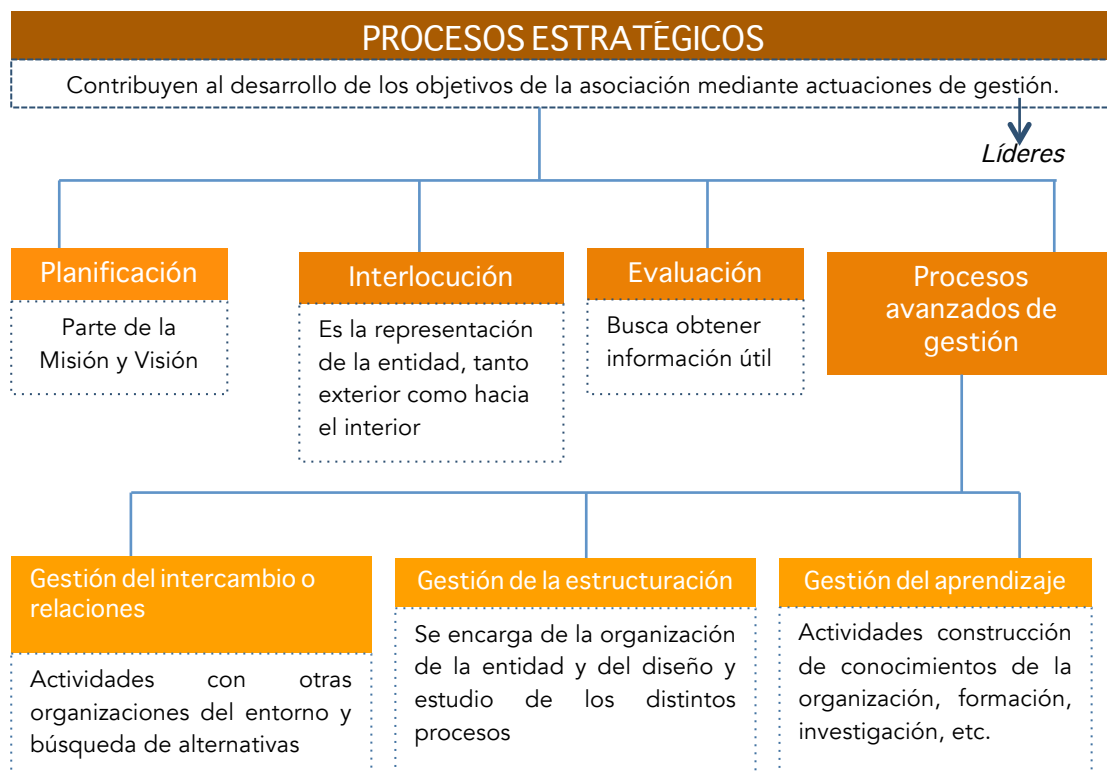 PROCESOS ESTRATÉGICOS
Contribuyen al desarrollo de los objetivos de la asociación mediante actuaciones de gestión.
Líderes
Planificación
Parte de la
Misión y Visión
Interlocución
Es la representación
de la entidad, tanto
exterior como hacia
el interior
Evaluación
Busca obtener
información útil
Procesos
avanzados de
gestión
Gestión del intercambio o
relaciones
Actividades con otras
organizaciones del entorno y
búsqueda de alternativas
Gestión de la estructuración
Se encarga de la organización
de la entidad y del diseño y
estudio de los distintos
procesos
Gestión del aprendizaje
Actividades construcción
de conocimientos de la
organización, formación,
investigación, etc.